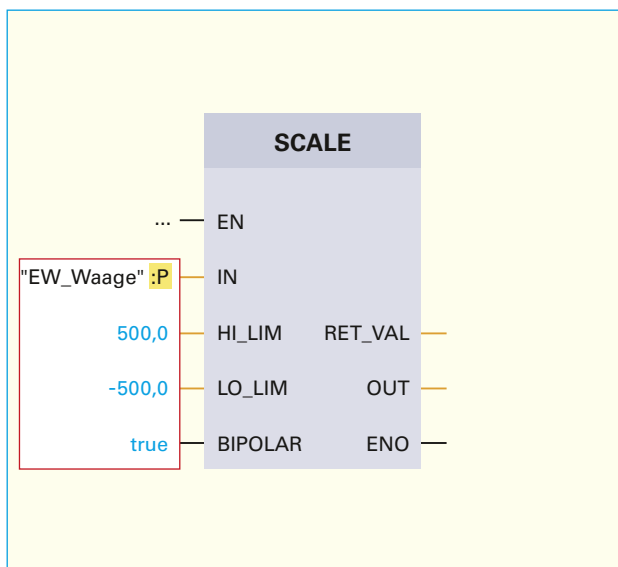 SCALE
... EN
"EW_Waage" :P IN
500,0 HI_LIM RET_VAL
-500,0 LO_LIM OUT
true BIPOLAR ENO